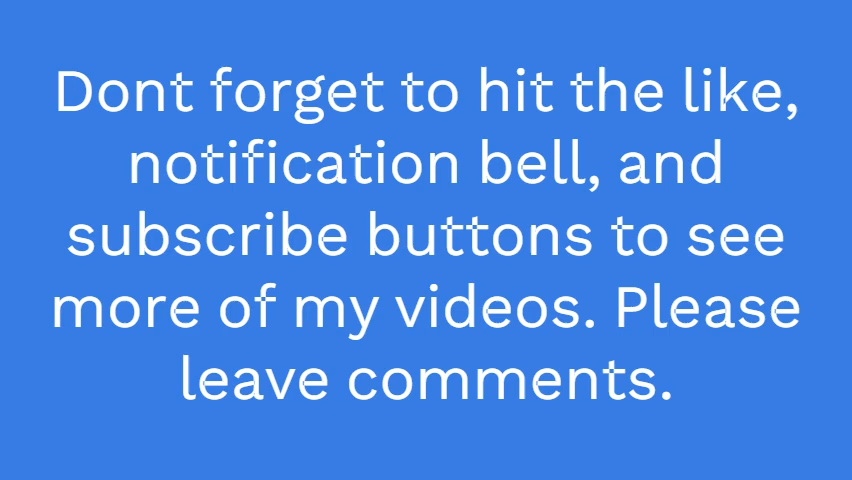 Dont forget to hit the like,
notification bell, and
subscribe buttons to see
more of my videos. Please
leave comments.